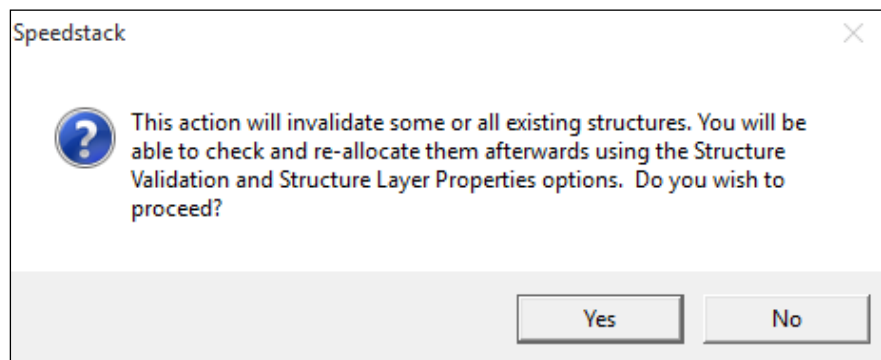 Speedstack
This action will invalidate some or all existing structures. You will be
able to check and re-allocate them afterwards using the Structure
Validation and Structure Layer Properties options.  Do you wish to
proceed?
Yes
No